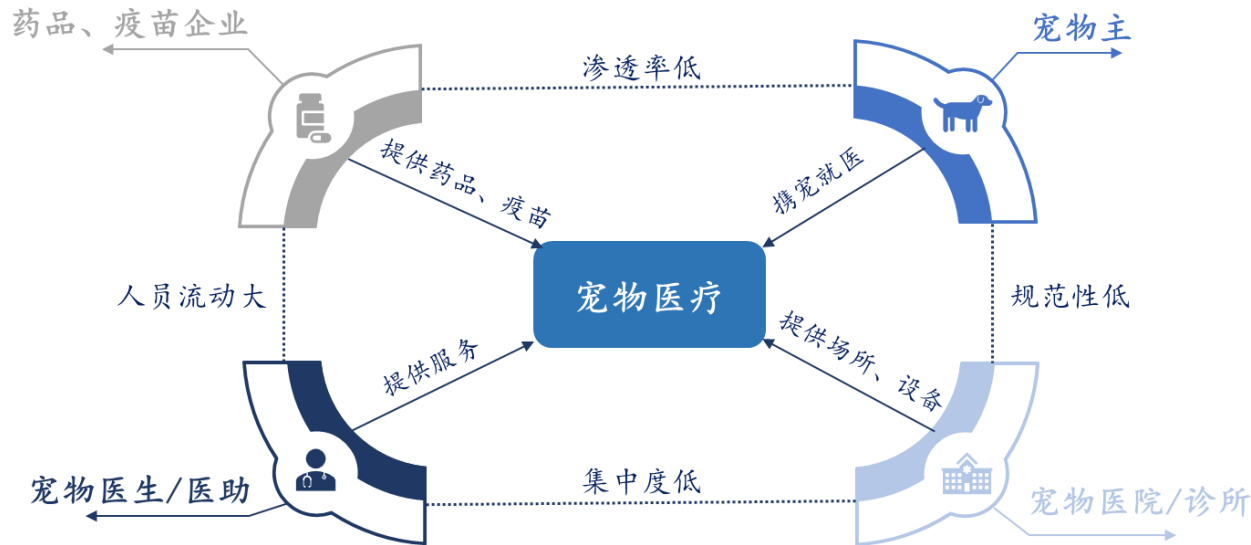 药品、疫苗企业
宠物主
渗透率低
提供药品、疫苗
携宠就医
人员流动大
宠物医疗
规范性低
提供服务
提供场所、设备
宠物医生/医助
集中度低
宠物医院/诊所